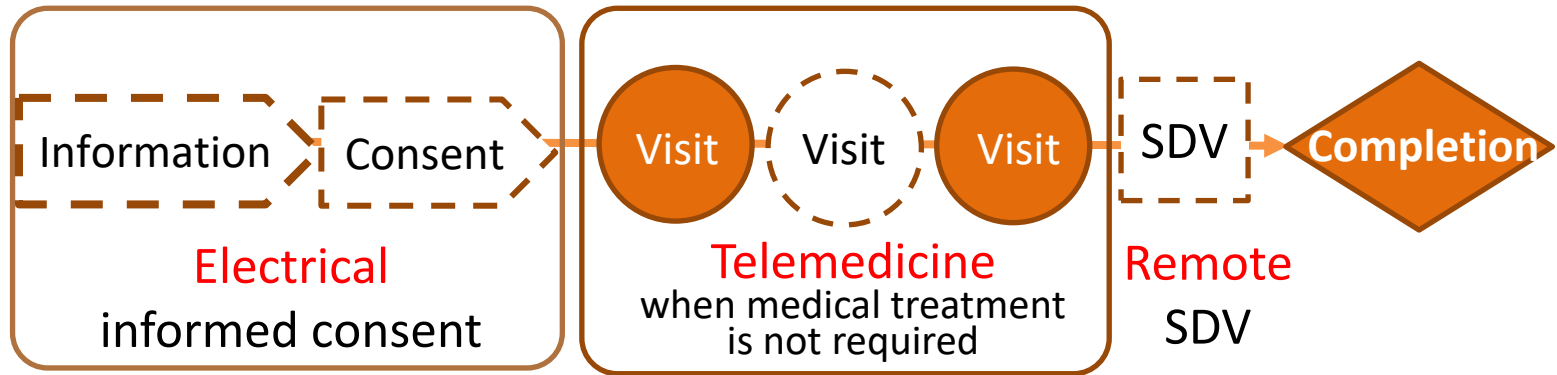 Information
Consent
Visit
Visit
Visit
SDV
Completion
Electrical
informed consent
Telemedicine
when medical treatment
is not required
Remote
SDV